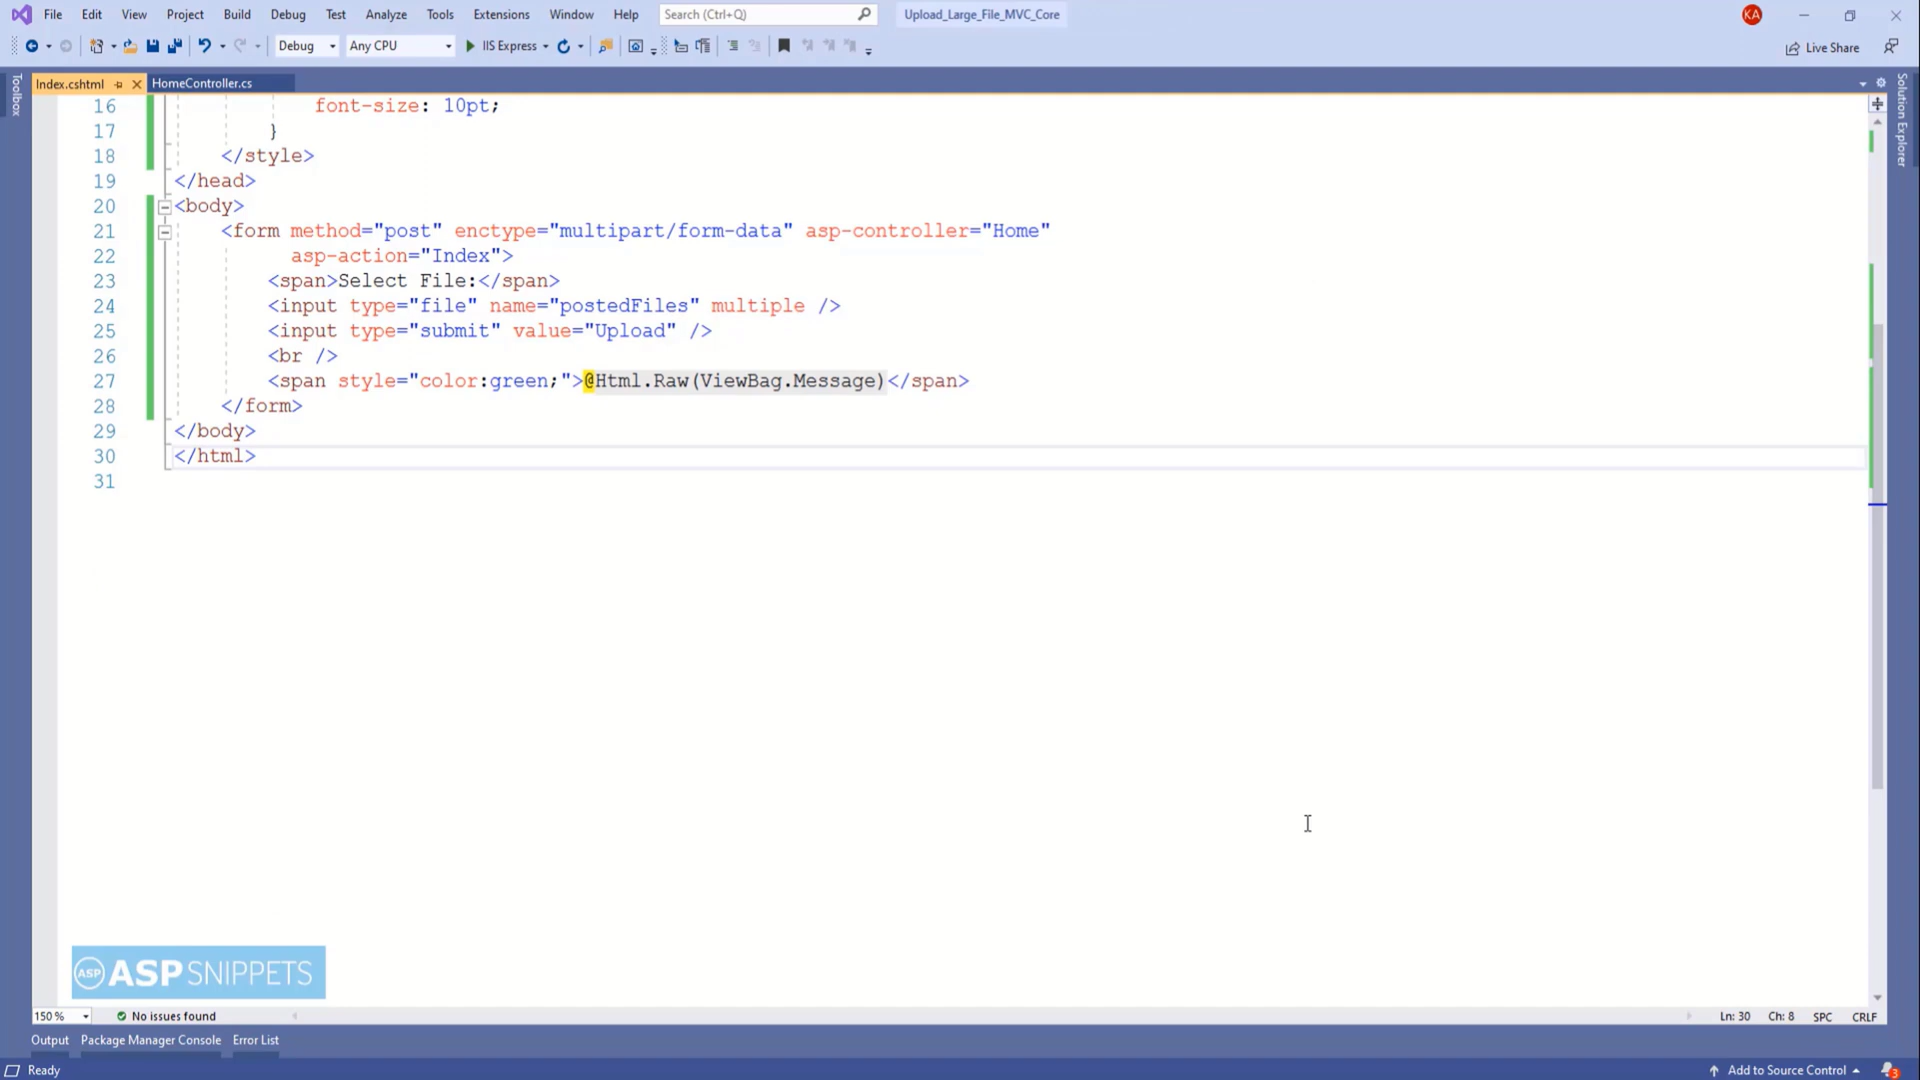 File Edit View Project Build Debug Test Analyze Tools Extensions Window Help Search (Ctrl+Q) Upload_Large_File_MVC_Core KA
Debug Any CPU IIS Express Live Share
Toolbox
Index.cshtml HomeController.cs
Solution Explorer
16 font-size: 10pt;
17 }
18 </style>
19 </head>
20 <body>
21 <form method="post" enctype="multipart/form-data" asp-controller="Home"
22 asp-action="Index">
23 <span>Select File:</span>
24 <input type="file" name="postedFiles" multiple />
25 <input type="submit" value="Upload" />
26 <br />
27 <span style="color:green;">@Html.Raw(ViewBag.Message)</span>
28 </form>
29 </body>
30 </html>
31
ASP ASPSNIPPETS
150 % No issues found Ln: 30 Ch: 8 SPC CRLF
Output Package Manager Console Error List
Ready Add to Source Control 3